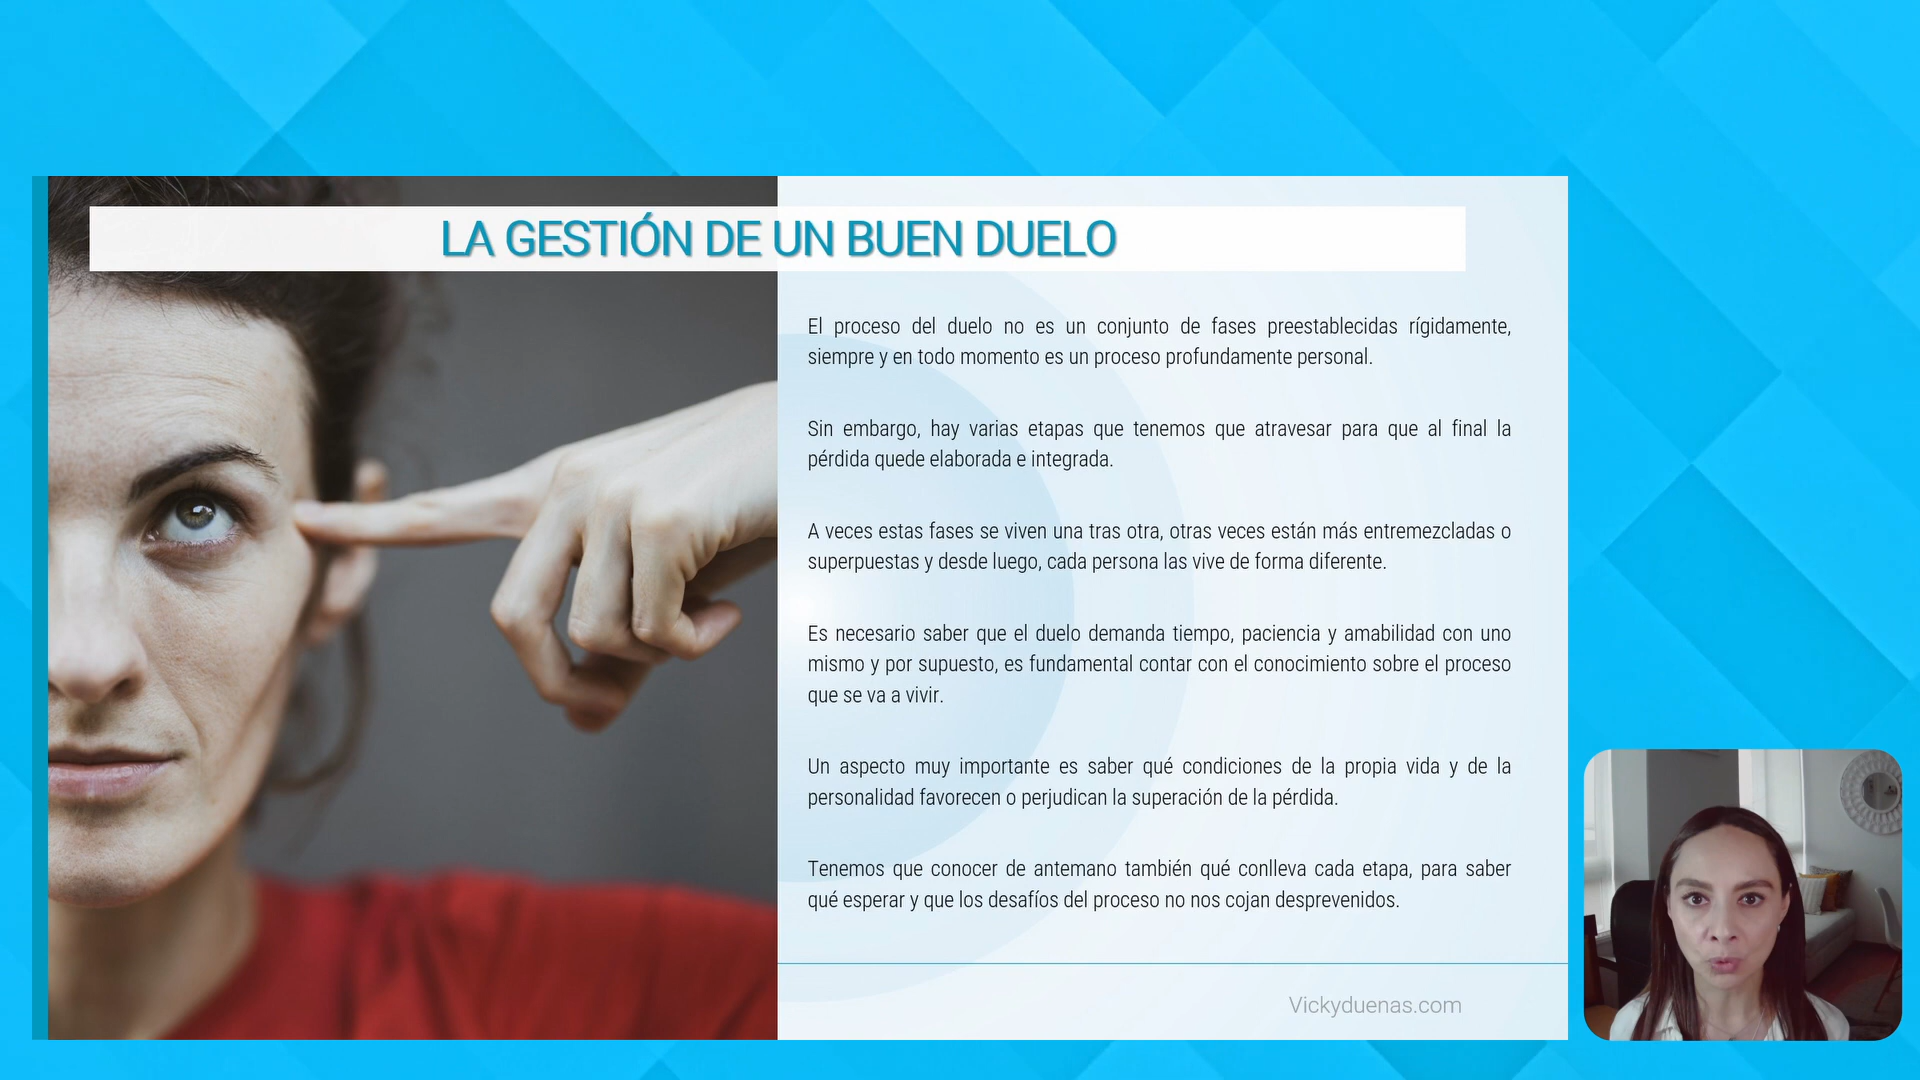 LA GESTIÓN DE UN BUEN DUELO
El proceso del duelo no es un conjunto de fases preestablecidas rígidamente,
siempre y en todo momento es un proceso profundamente personal.
Sin embargo, hay varias etapas que tenemos que atravesar para que al final la
pérdida quede elaborada e integrada.
A veces estas fases se viven una tras otra, otras veces están más entremezcladas o
superpuestas y desde luego, cada persona las vive de forma diferente.
Es necesario saber que el duelo demanda tiempo, paciencia y amabilidad con uno
mismo y por supuesto, es fundamental contar con el conocimiento sobre el proceso
que se va a vivir.
Un aspecto muy importante es saber qué condiciones de la propia vida y de la
personalidad favorecen o perjudican la superación de la pérdida.
Tenemos que conocer de antemano también qué conlleva cada etapa, para saber
qué esperar y que los desafíos del proceso no nos cojan desprevenidos.
Vickyduenas.com